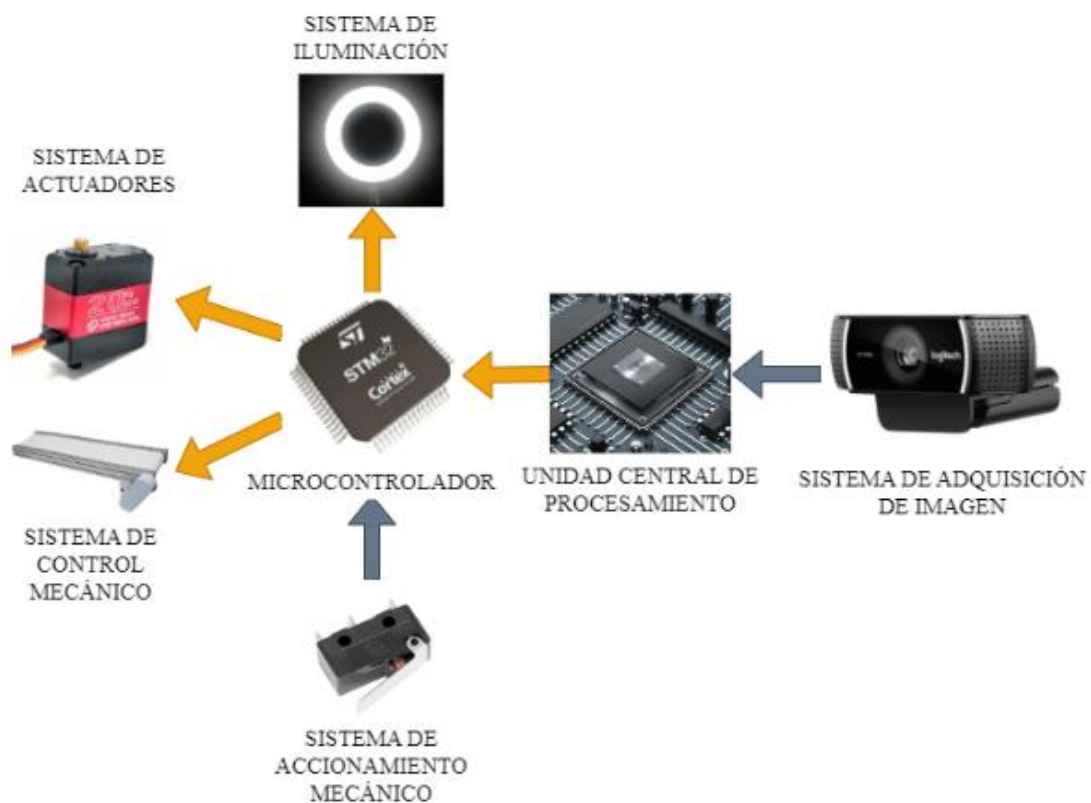 SISTEMA DE
ILUMINACIÓN
SISTEMA DE
ACTUADORES
STM32
Cortex
MICROCONTROLADOR
UNIDAD CENTRAL DE
PROCESAMIENTO
logitech
SISTEMA DE ADQUISICIÓN
DE IMAGEN
SISTEMA DE
CONTROL
MECÁNICO
SISTEMA DE
ACCIONAMIENTO
MECÁNICO